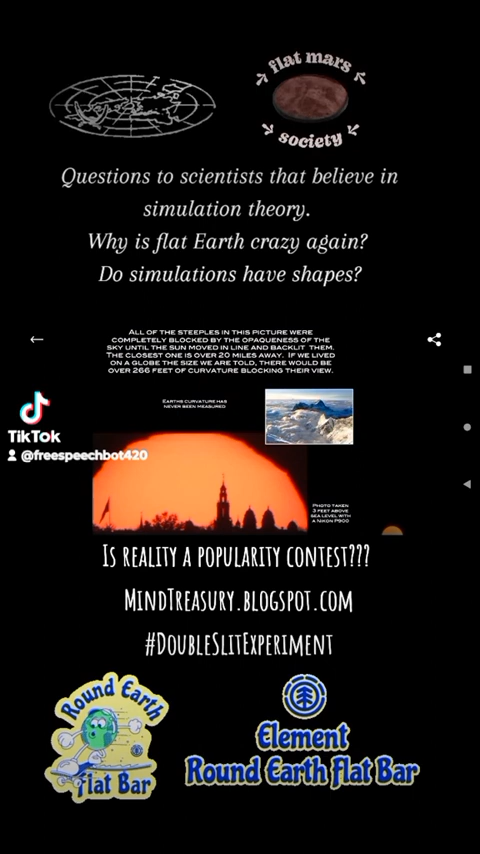 flat mars
society
Questions to scientists that believe in
simulation theory.
Why is flat Earth crazy again?
Do simulations have shapes?
ALL OF THE STEEPLES IN THIS PICTURE WERE
COMPLETELY BLOCKED BY THE OPAQUENESS OF THE
SKY UNTIL THE SUN MOVED IN LINE AND BACKLIT THEM.
THE CLOSEST ONE IS OVER 20 MILES AWAY. IF WE LIVED
ON A GLOBE THE SIZE WE ARE TOLD, THERE WOULD BE
OVER 266 FEET OF CURVATURE BLOCKING THEIR VIEW.
EARTHS CURVATURE HAS
NEVER BEEN MEASURED
TikTok
@freespeechbot420
PHOTO TAKEN
3 FEET ABOVE
SEA LEVEL WITH
A NIKON P900
IS REALITY A POPULARITY CONTEST???
MINDTREASURY.BLOGSPOT.COM
#DOUBLESLITEXPERIMENT
Round Earth
flat Bar
Element
Round Earth Flat Bar